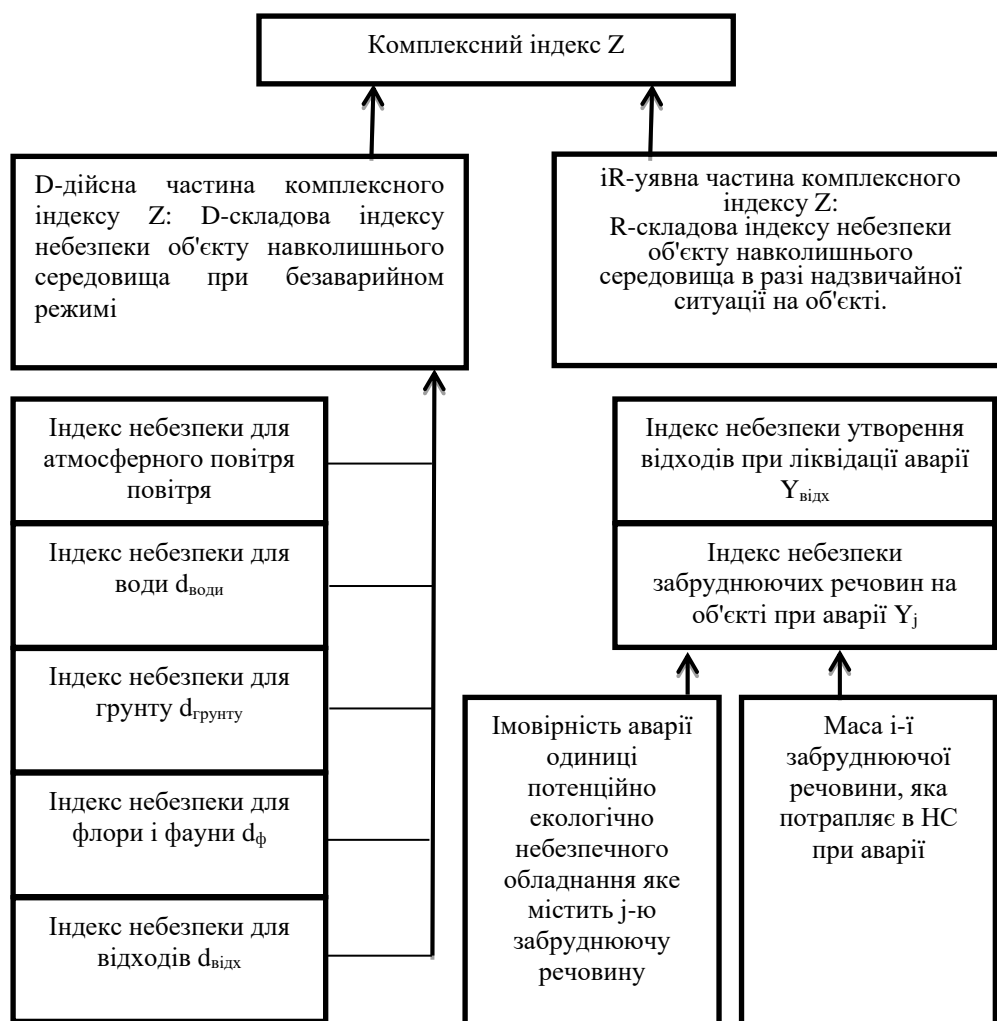 Комплексний індекс Z
D-дійсна частина комплексного
індексу Z: D-складова індексу
небезпеки об'єкту навколишнього
середовища при безаварийном
режимі
iR-уявна частина комплексного
індексу Z:
R-складова індексу небезпеки
об'єкту навколишнього
середовища в разі надзвичайної
ситуації на об'єкті.
Індекс небезпеки для
атмосферного повітря
повітря
Індекс небезпеки для
води dводи
Індекс небезпеки для
грунту dгрунту
Індекс небезпеки для
флори і фауни dф
Індекс небезпеки для
відходів dвідх
Індекс небезпеки утворення
відходів при ліквідації аварії
Yвідх
Індекс небезпеки
забруднюючих речовин на
об'єкті при аварії Yj
Імовірність аварії
одиниці
потенційно
екологічно
небезпечного
обладнання яке
містить j-ю
забруднюючу
речовину
Маса і-ї
забруднюючої
речовини, яка
потрапляє в НС
при аварії